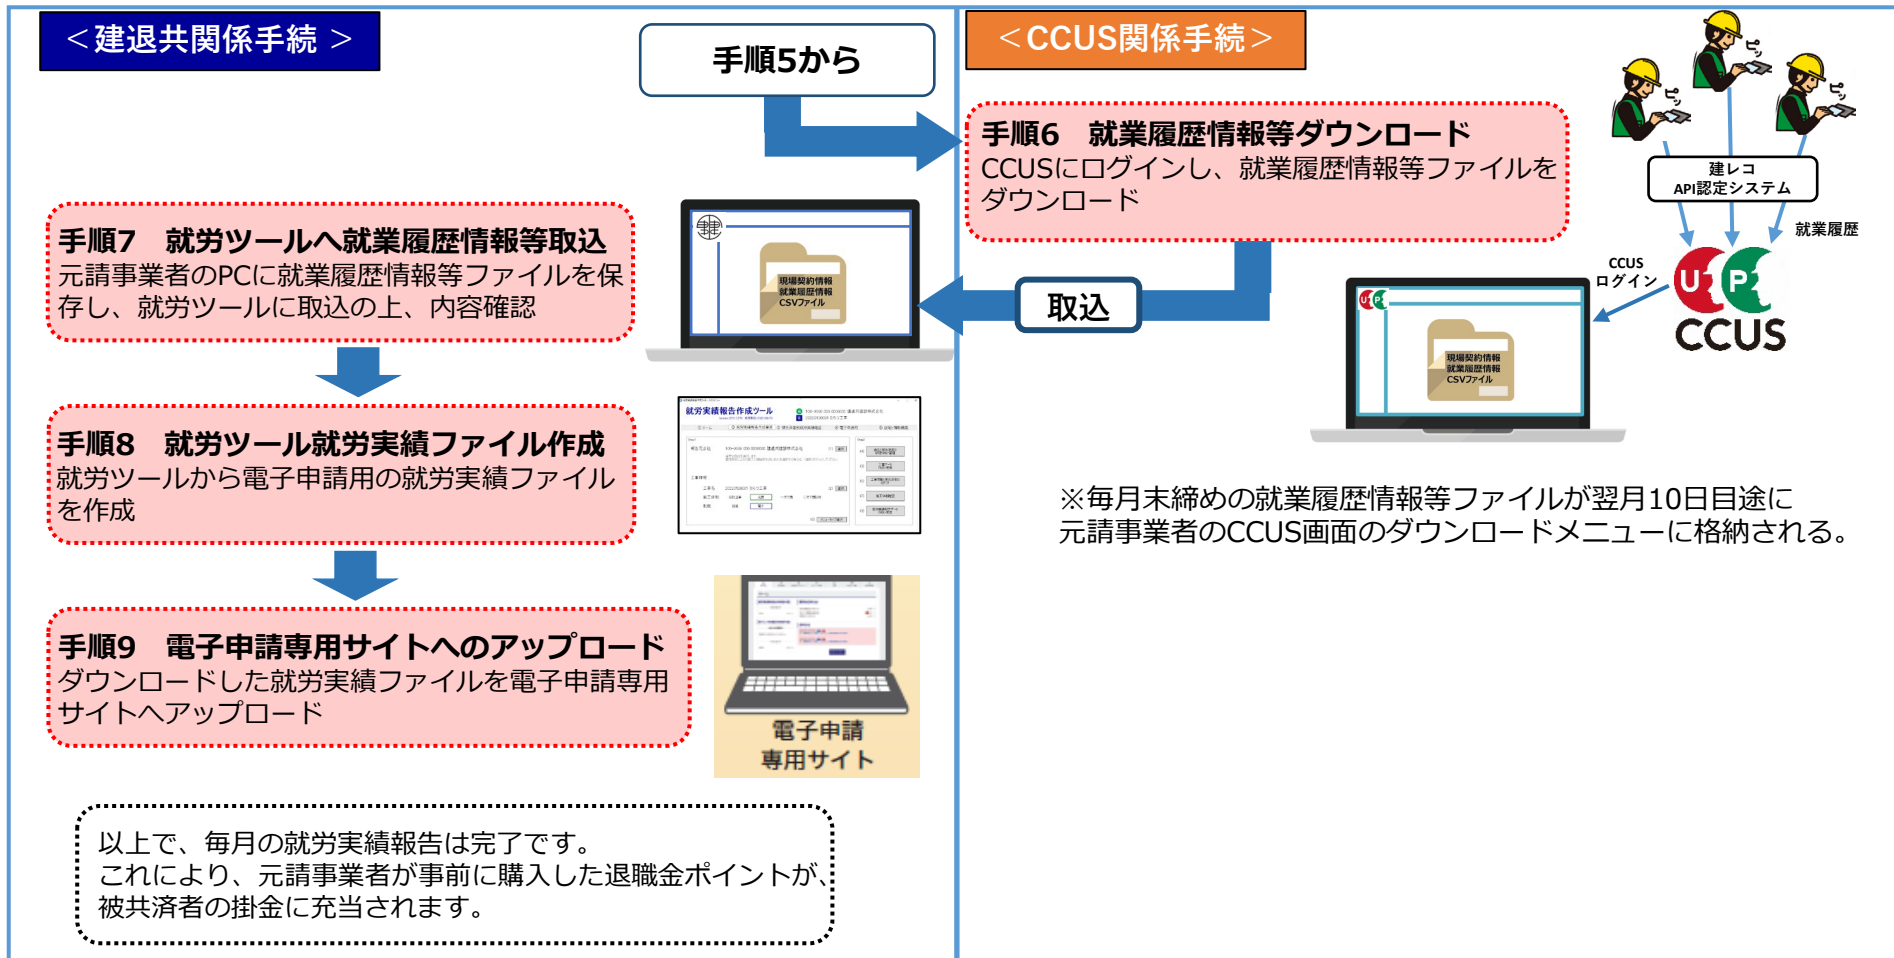 ＜建退共関係手続 ＞
手順5から
手順7　就労ツールへ就業履歴情報等取込
元請事業者のPCに就業履歴情報等ファイルを保
存し、就労ツールに取込の上、内容確認
現場契約情報
就業履歴情報
CSVファイル
手順8　就労ツール就労実績ファイル作成
就労ツールから電子申請用の就労実績ファイル
を作成
就労実績報告作成ツール
手順9　電子申請専用サイトへのアップロード
ダウンロードした就労実績ファイルを電子申請専用
サイトへアップロード
電子申請
専用サイト
以上で、毎月の就労実績報告は完了です。
これにより、元請事業者が事前に購入した退職金ポイントが、
被共済者の掛金に充当されます。
＜CCUS関係手続＞
手順6　就業履歴情報等ダウンロード
CCUSにログインし、就業履歴情報等ファイルを
ダウンロード
取込
ピッ
ピッ
ピッ
建レコ
API認定システム
就業履歴
CCUS
ログイン
CCUS
現場契約情報
就業履歴情報
CSVファイル
※毎月末締めの就業履歴情報等ファイルが翌月10日目途に
元請事業者のCCUS画面のダウンロードメニューに格納される。